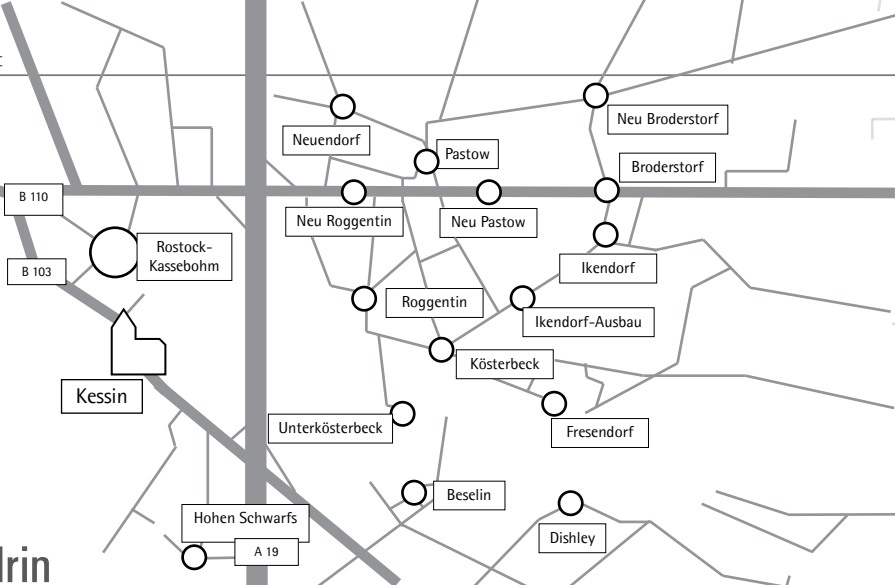 Neu Broderstorf
Neuendorf
Pastow
Broderstorf
B 110
Neu Roggentin
Neu Pastow
Rostock-
Kassebohm
B 103
Ikendorf
Roggentin
Ikendorf-Ausbau
Kösterbeck
Kessin
Unterkösterbeck
Fresendorf
Beselin
Hohen Schwarfs
Dishley
A 19
drin